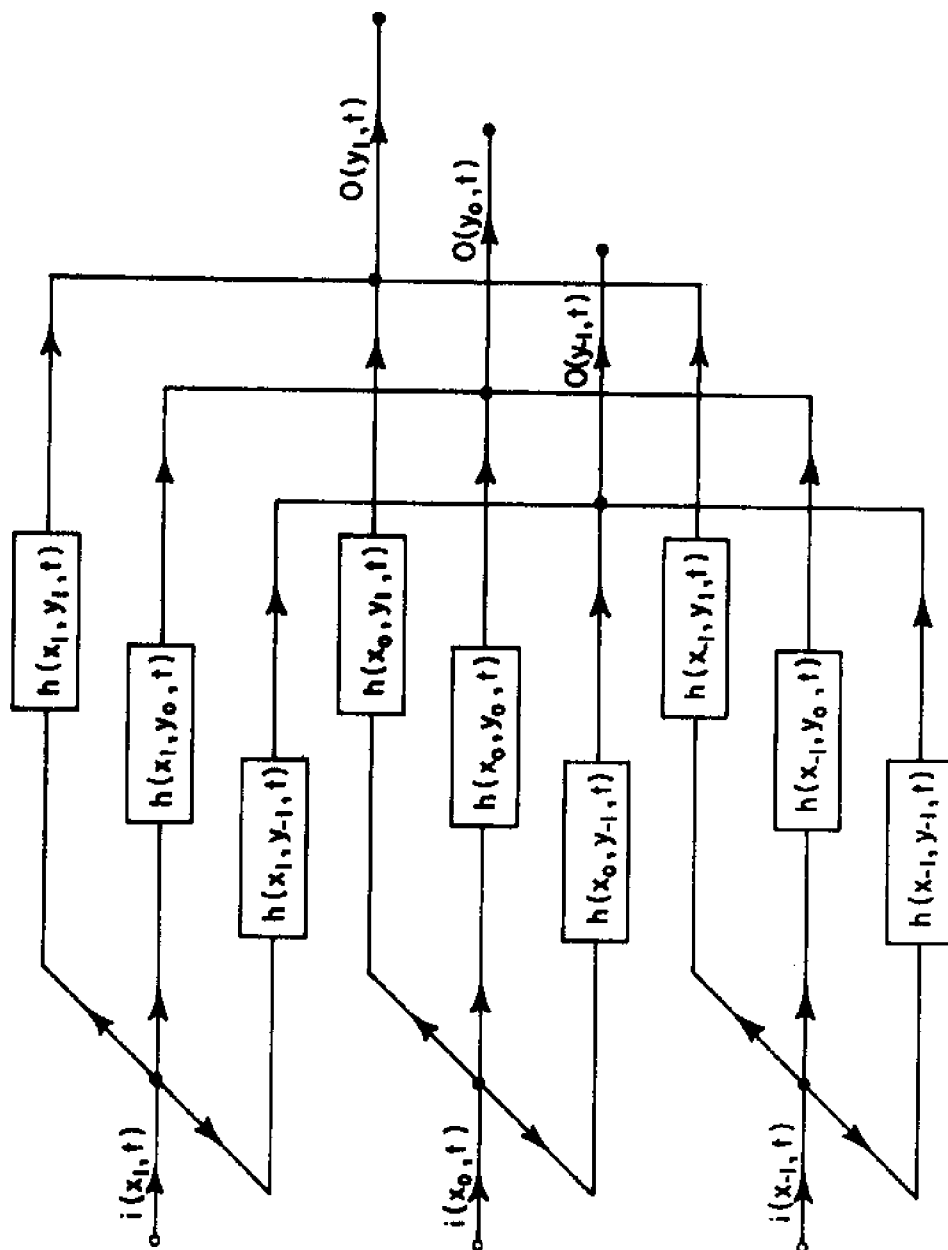 O(y₁,t)
O(y₀,t)
O(y₋₁,t)
h(x₁,y₁,t)
h(x₁,y₀,t)
h(x₁,y₋₁,t)
h(x₀,y₁,t)
h(x₀,y₀,t)
h(x₀,y₋₁,t)
h(x₋₁,y₁,t)
h(x₋₁,y₀,t)
h(x₋₁,y₋₁,t)
i(x₁,t)
i(x₀,t)
i(x₋₁,t)